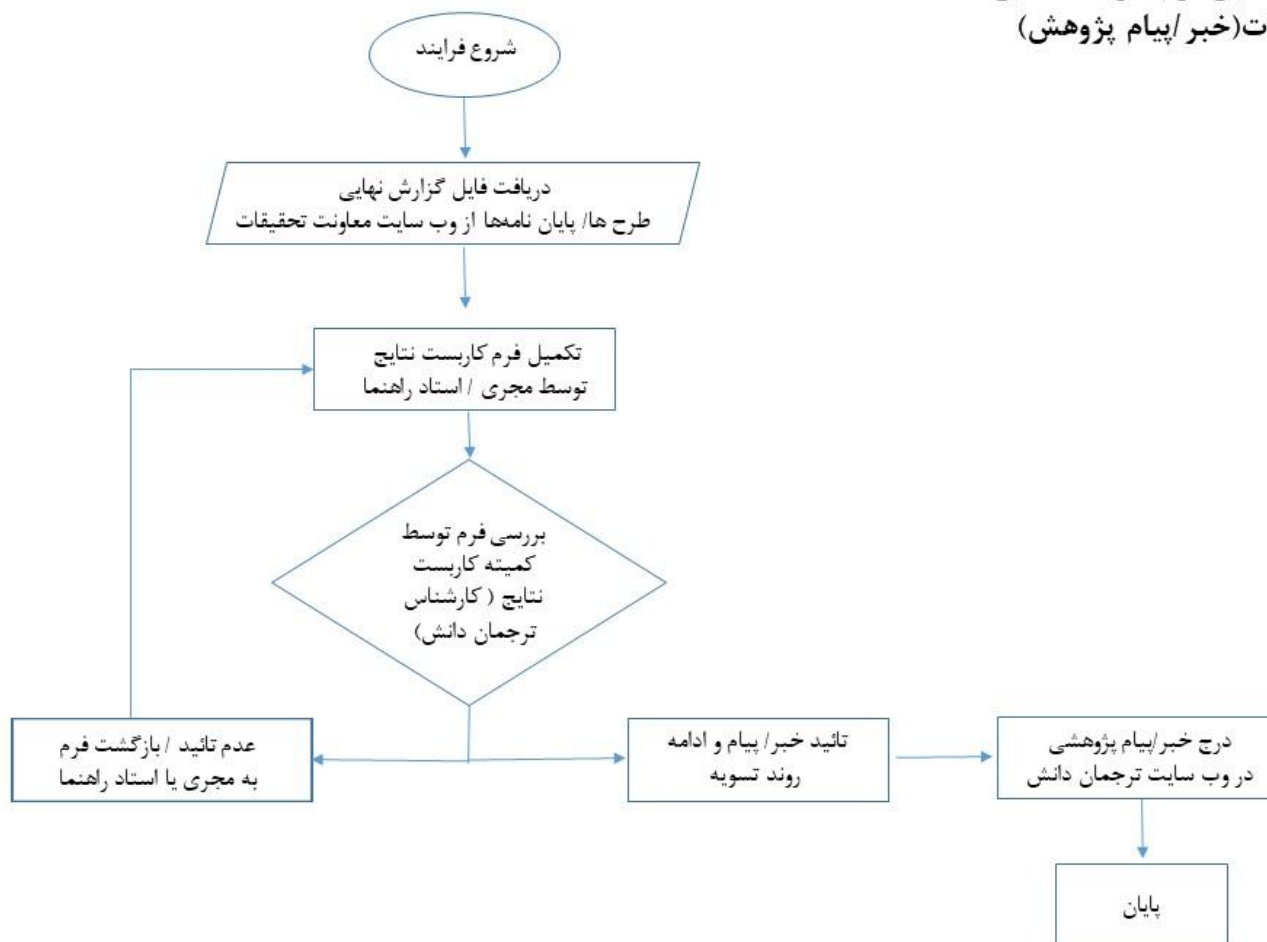 ت(خبر /پیام پژوهش)
شروع فرایند
دریافت فایل گزارش نهایی
طرح ها/ پایان نامه‌ها از وب سایت معاونت تحقیقات
تکمیل فرم کاربست نتایج
توسط مجری / استاد راهنما
بررسی فرم توسط
کمیته کاربست
نتایج ( کارشناس
ترجمان دانش)
درج خبر/پیام پژوهشی
در وب سایت ترجمان دانش
تائید خبر/ پیام و ادامه
روند تسویه
عدم تائید / بازگشت فرم
به مجری یا استاد راهنما
پایان